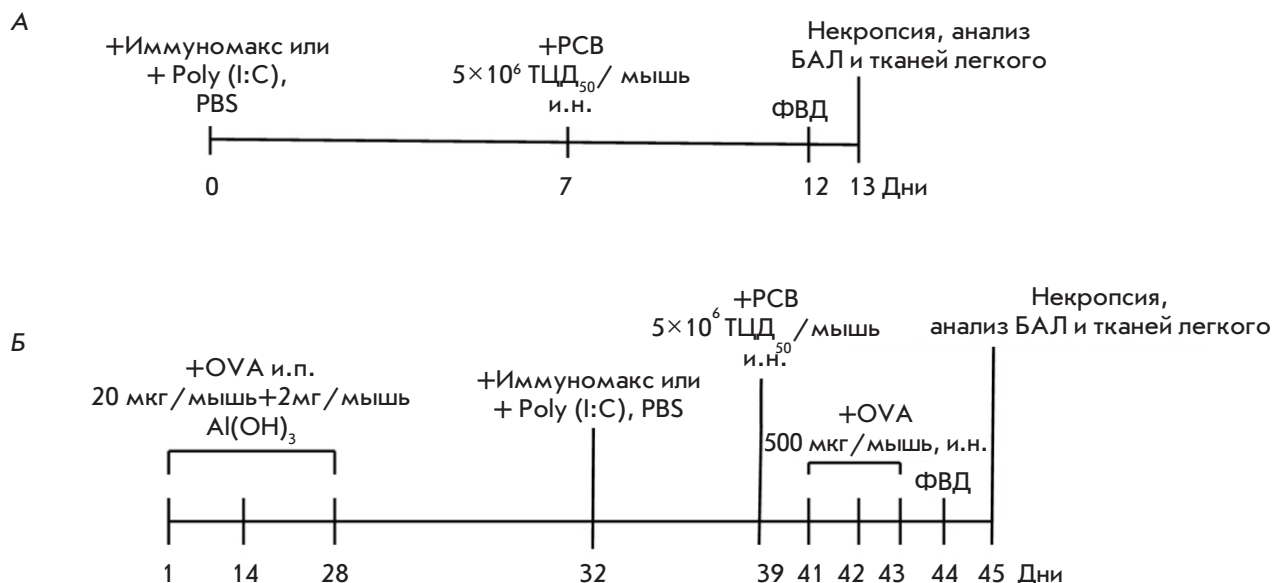 А
+Иммуномакс или
+ Poly (I:C),
PBS
+РСВ
5×10⁶ ТЦД₅₀/ мышь
и.н.
ФВД
Некропсия, анализ
БАЛ и тканей легкого
0 7 12 13 Дни
Б
+OVA и.п.
20 мкг/мышь+2мг/мышь
Al(OH)₃
+Иммуномакс или
+ Poly (I:C), PBS
+РСВ
5×10⁶ ТЦД₅₀/мышь
и.н.
+OVA
500 мкг/мышь, и.н.
ФВД
Некропсия,
анализ БАЛ и тканей легкого
1 14 28 32 39 41 42 43 44 45 Дни